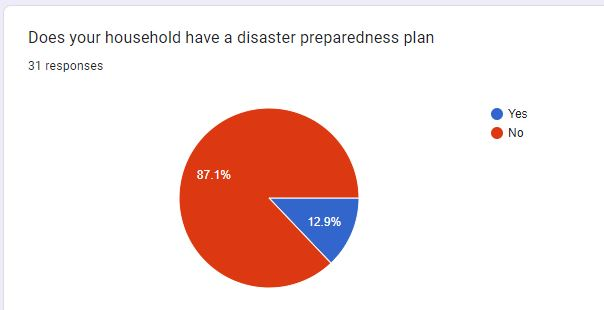 Does your household have a disaster preparedness plan
31 responses
Yes
No
87.1%
12.9%